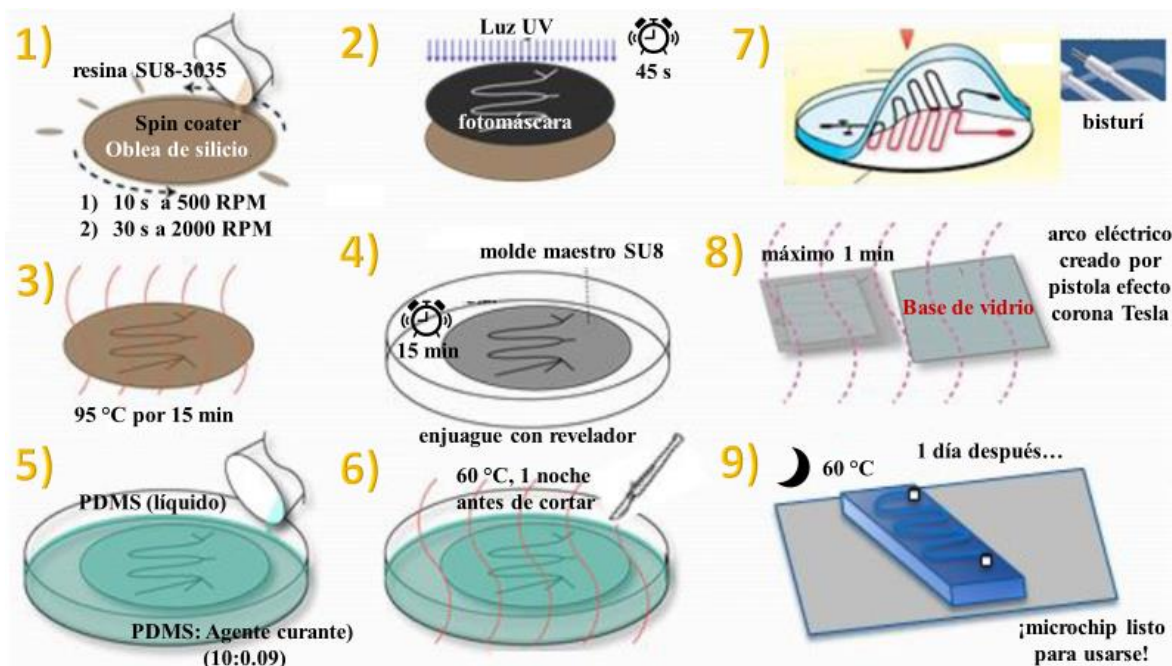 1)
resina SU8-3035
Spin coater
Oblea de silicio
1) 10 s a 500 RPM
2) 30 s a 2000 RPM
2)
Luz UV
45 s
fotomáscara
3)
95 °C por 15 min
4)
molde maestro SU8
15 min
enjuague con revelador
5)
PDMS (líquido)
PDMS: Agente curante)
(10:0.09)
6)
60 °C, 1 noche
antes de cortar
7)
bisturí
8)
máximo 1 min
Base de vidrio
arco eléctrico
creado por
pistola efecto
corona Tesla
9)
60 °C
1 día después...
¡microchip listo
para usarse!